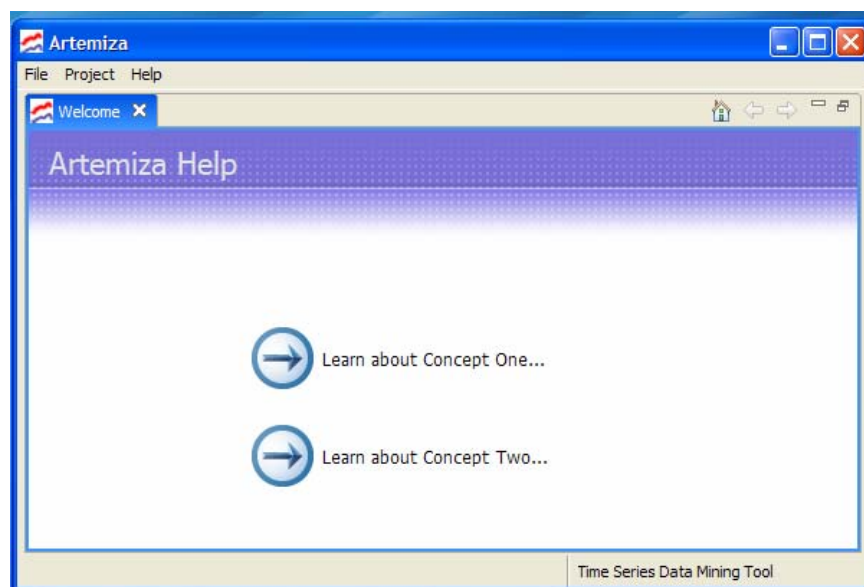 Artemiza
File Project Help
Welcome
Artemiza Help
Learn about Concept One...
Learn about Concept Two...
Time Series Data Mining Tool